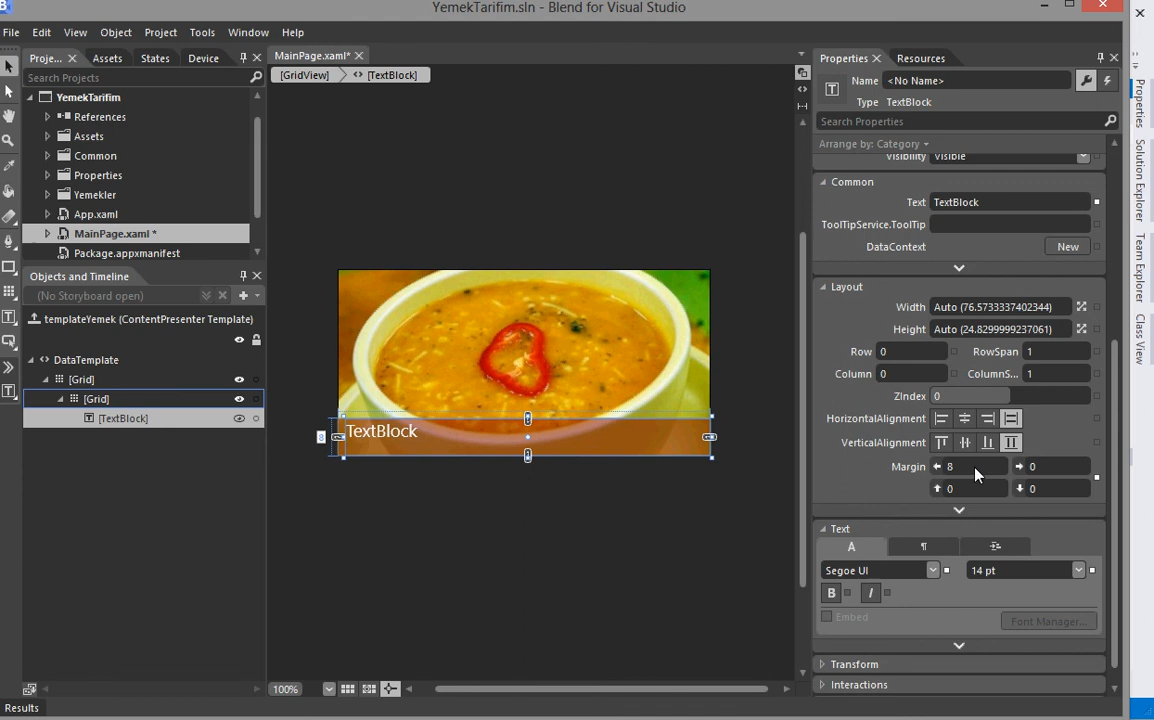 YemekTarifim.sln - Blend for Visual Studio
File Edit View Object Project Tools Window Help
Proje... Assets States Device
Search Projects
YemekTarifim
References
Assets
Common
Properties
Yemekler
App.xaml
MainPage.xaml *
Package.appxmanifest
Objects and Timeline
(No Storyboard open)
templateYemek (ContentPresenter Template)
DataTemplate
[Grid]
[Grid]
[TextBlock]
Results
MainPage.xaml*
[GridView] [TextBlock]
TextBlock
8
100%
Properties Resources
Name <No Name>
Type TextBlock
Search Properties
Arrange by: Category
Visibility Visible
Common
Text TextBlock
ToolTipService.ToolTip
DataContext New
Layout
Width Auto (76.5733337402344)
Height Auto (24.8299999237061)
Row 0 RowSpan 1
Column 0 ColumnS... 1
ZIndex 0
HorizontalAlignment
VerticalAlignment
Margin 8 0
0 0
Text
A ¶
Segoe UI 14 pt
B I
Embed Font Manager...
Transform
Interactions
Properties
Solution Explorer
Team Explorer
Class View